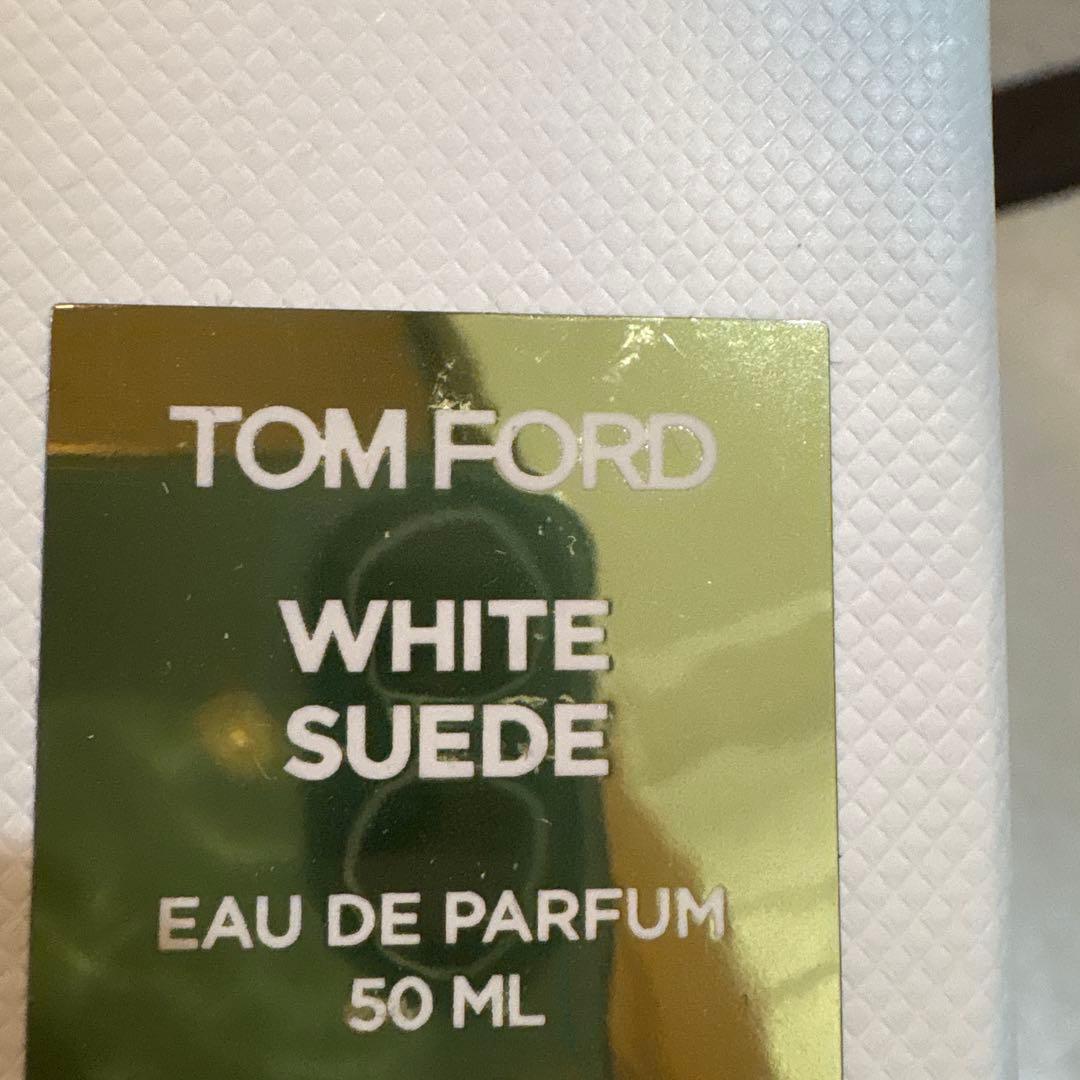 TOM FORD
WHITE
SUEDE
EAU DE PARFUM
50 ML